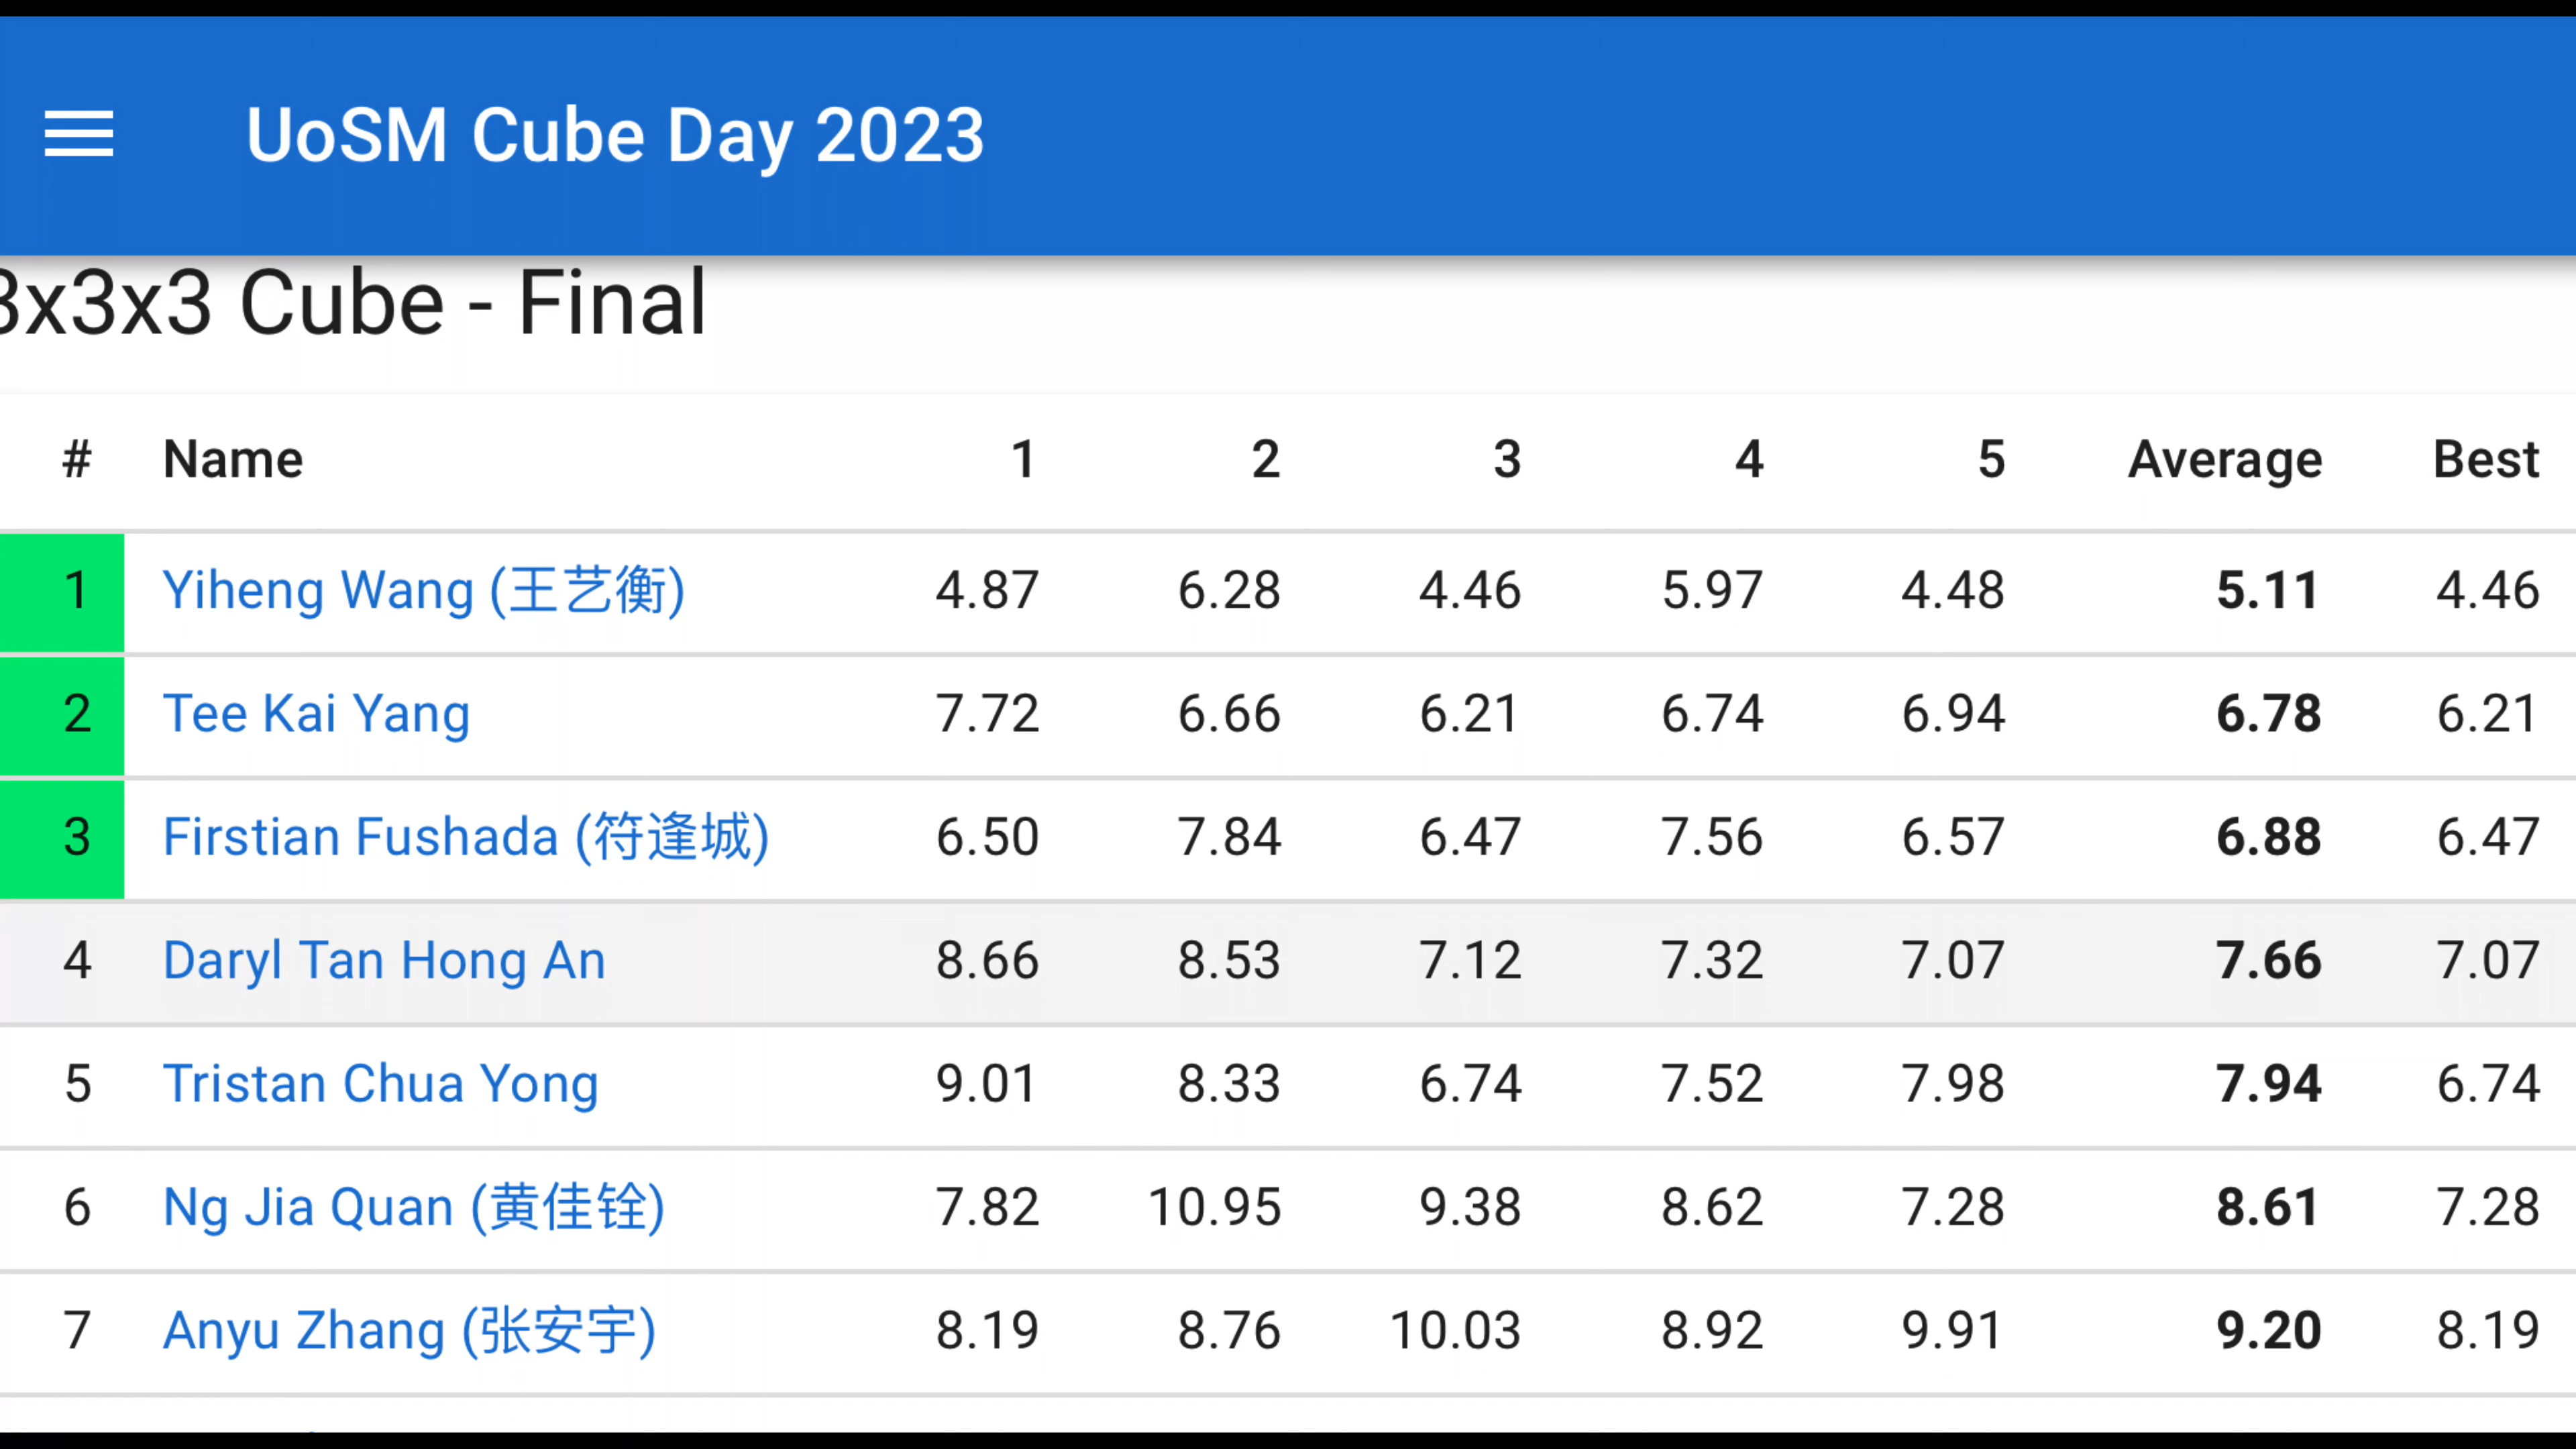 UoSM Cube Day 2023
3x3x3 Cube - Final
# Name 1 2 3 4 5 Average Best
1 Yiheng Wang (王艺衡) 4.87 6.28 4.46 5.97 4.48 5.11 4.46
2 Tee Kai Yang 7.72 6.66 6.21 6.74 6.94 6.78 6.21
3 Firstian Fushada (符逢城) 6.50 7.84 6.47 7.56 6.57 6.88 6.47
4 Daryl Tan Hong An 8.66 8.53 7.12 7.32 7.07 7.66 7.07
5 Tristan Chua Yong 9.01 8.33 6.74 7.52 7.98 7.94 6.74
6 Ng Jia Quan (黄佳铨) 7.82 10.95 9.38 8.62 7.28 8.61 7.28
7 Anyu Zhang (张安宇) 8.19 8.76 10.03 8.92 9.91 9.20 8.19